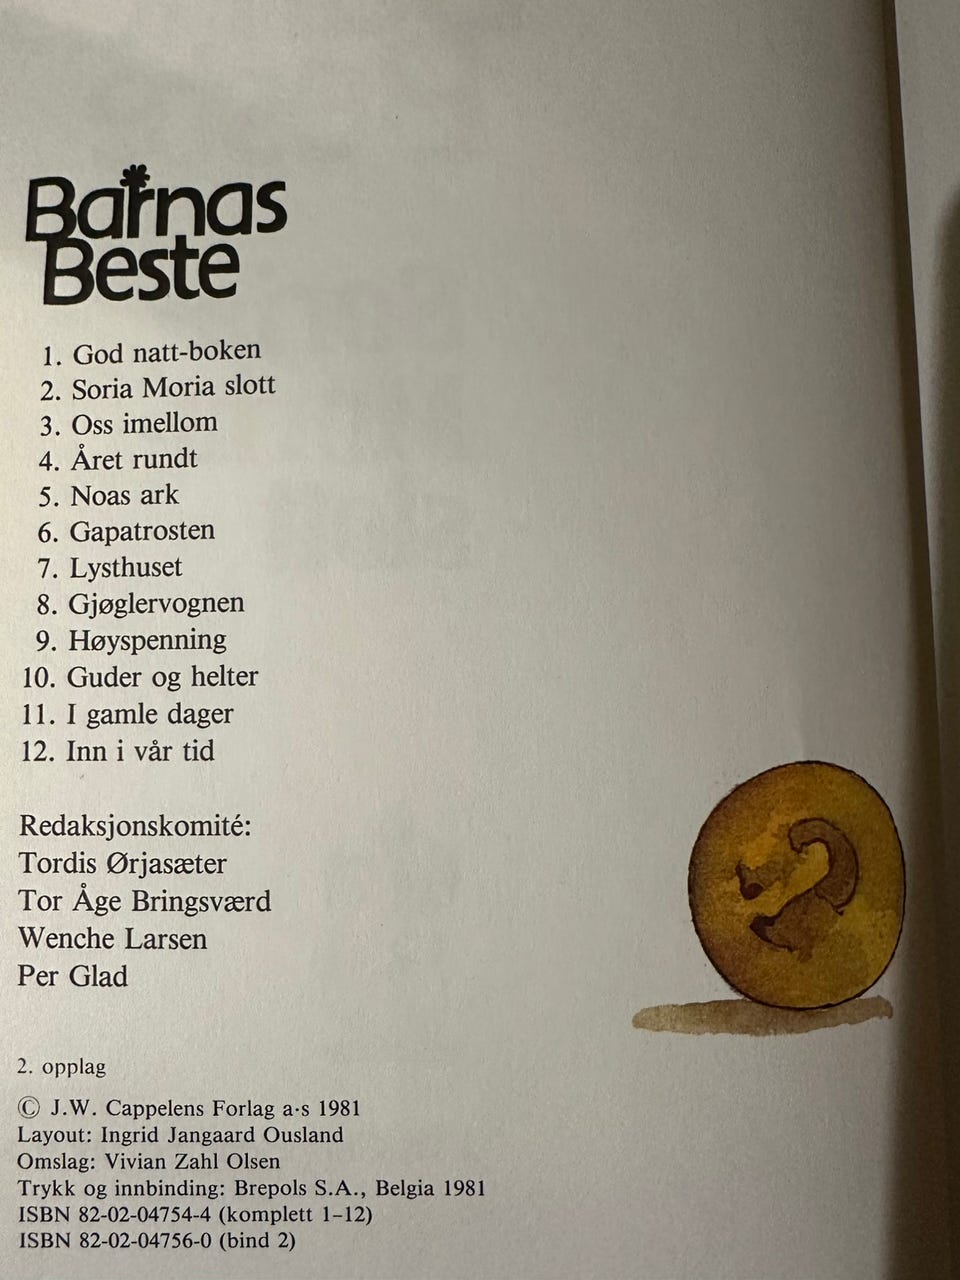 Barnas
Beste
1. God natt-boken
2. Soria Moria slott
3. Oss imellom
4. Året rundt
5. Noas ark
6. Gapatrosten
7. Lysthuset
8. Gjøglervognen
9. Høyspenning
10. Guder og helter
11. I gamle dager
12. Inn i vår tid
Redaksjonskomité:
Tordis Ørjasæter
Tor Åge Bringsværd
Wenche Larsen
Per Glad
2
2. opplag
© J.W. Cappelens Forlag a·s 1981
Layout: Ingrid Jangaard Ousland
Omslag: Vivian Zahl Olsen
Trykk og innbinding: Brepols S.A., Belgia 1981
ISBN 82-02-04754-4 (komplett 1–12)
ISBN 82-02-04756-0 (bind 2)